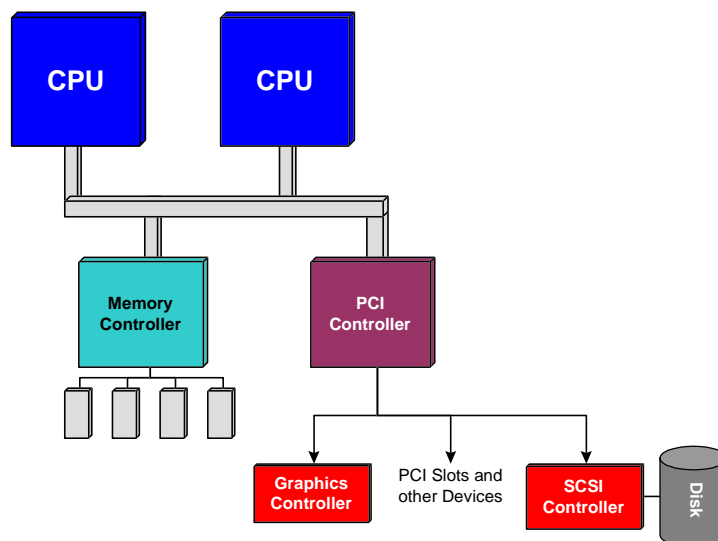 CPU
CPU
Memory
Controller
PCI
Controller
Graphics
Controller
PCI Slots and
other Devices
SCSI
Controller
Disk